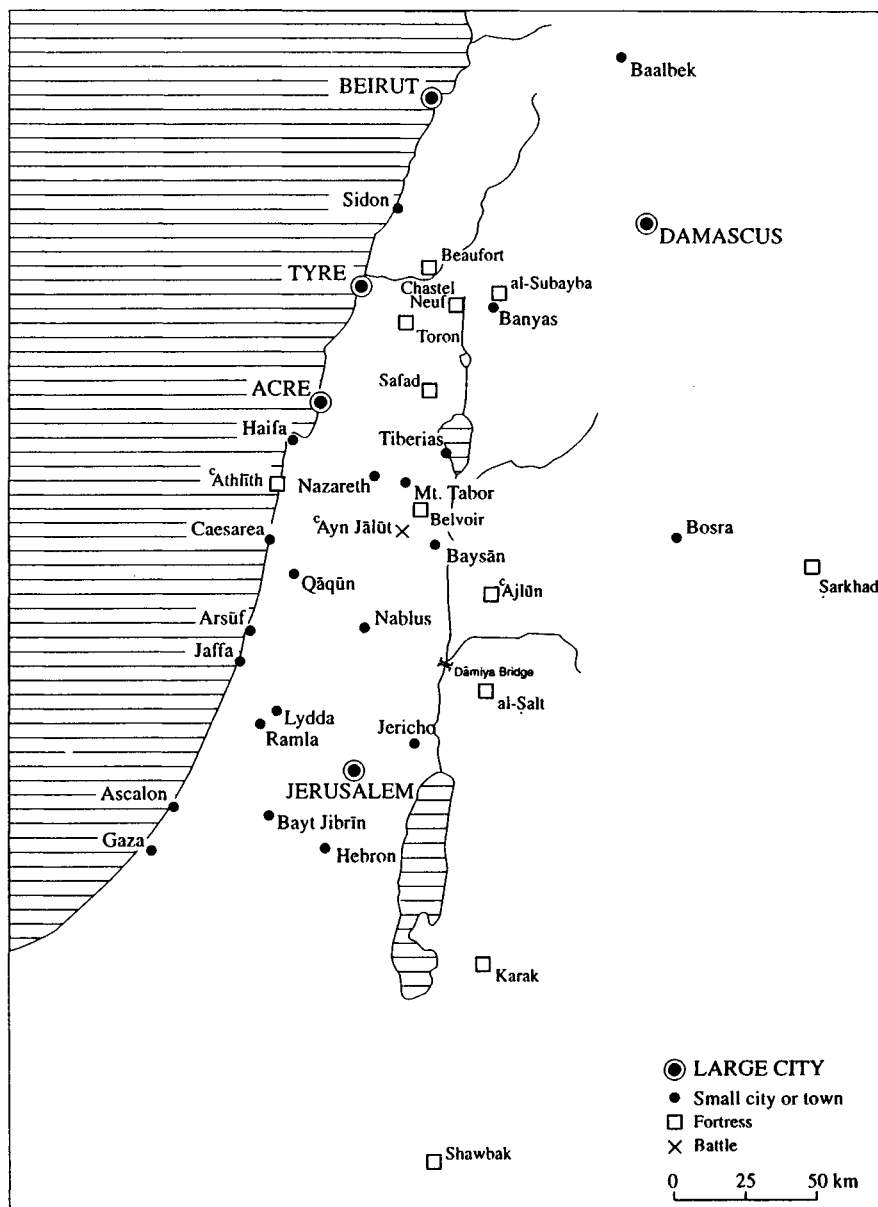 Baalbek
BEIRUT
Sidon
DAMASCUS
Beaufort
TYRE
al-Subayba
Chastel
Neuf
Banyas
Toron
Safad
ACRE
Haifa
Tiberias
ᶜAthlīth
Nazareth
Mt. Tabor
Belvoir
ᶜAyn Jālūt
Caesarea
Bosra
Baysān
Ṣarkhad
Qāqūn
ᶜAjlūn
Arsūf
Nablus
Jaffa
Dāmiya Bridge
al-Ṣalt
Lydda
Jericho
Ramla
JERUSALEM
Ascalon
Bayt Jibrīn
Gaza
Hebron
Karak
LARGE CITY
Small city or town
Fortress
Battle
Shawbak
0 25 50 km